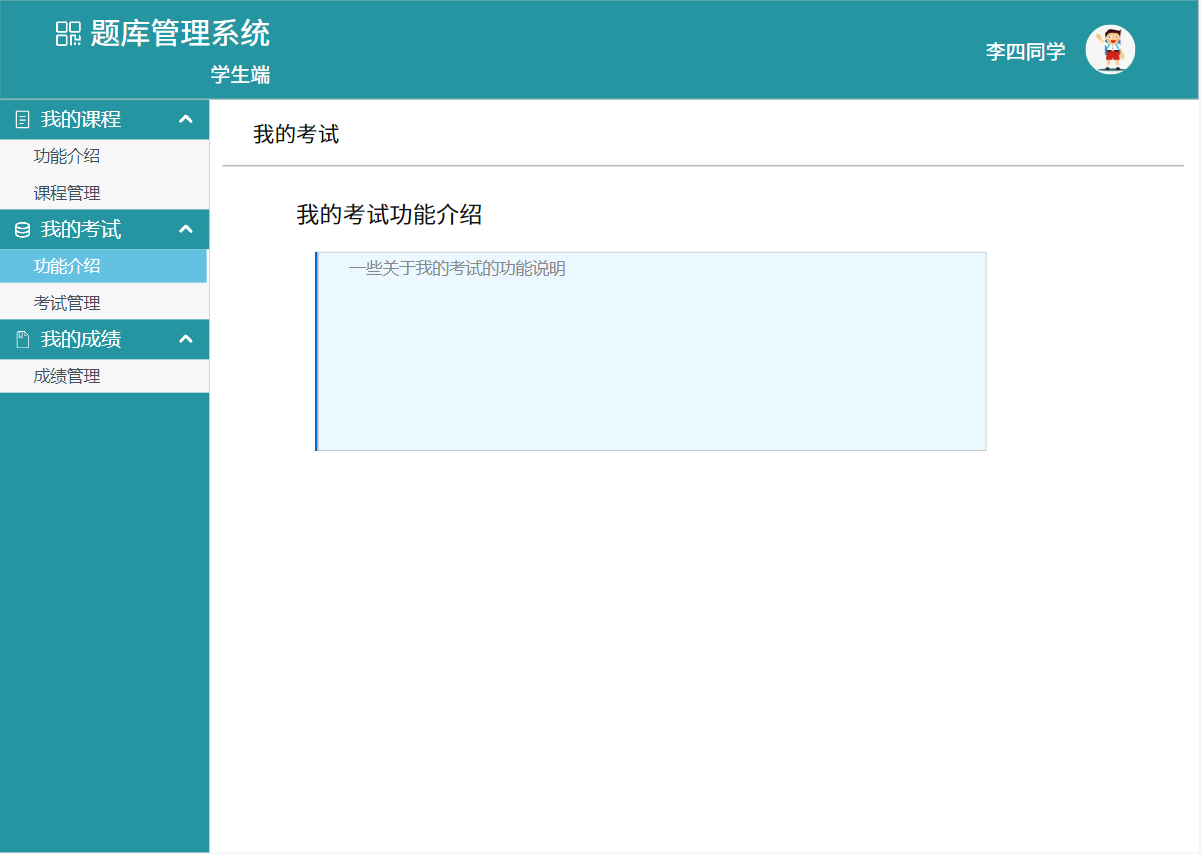 题库管理系统
学生端
李四同学
我的课程
功能介绍
课程管理
我的考试
功能介绍
考试管理
我的成绩
成绩管理
我的考试
我的考试功能介绍
一些关于我的考试的功能说明